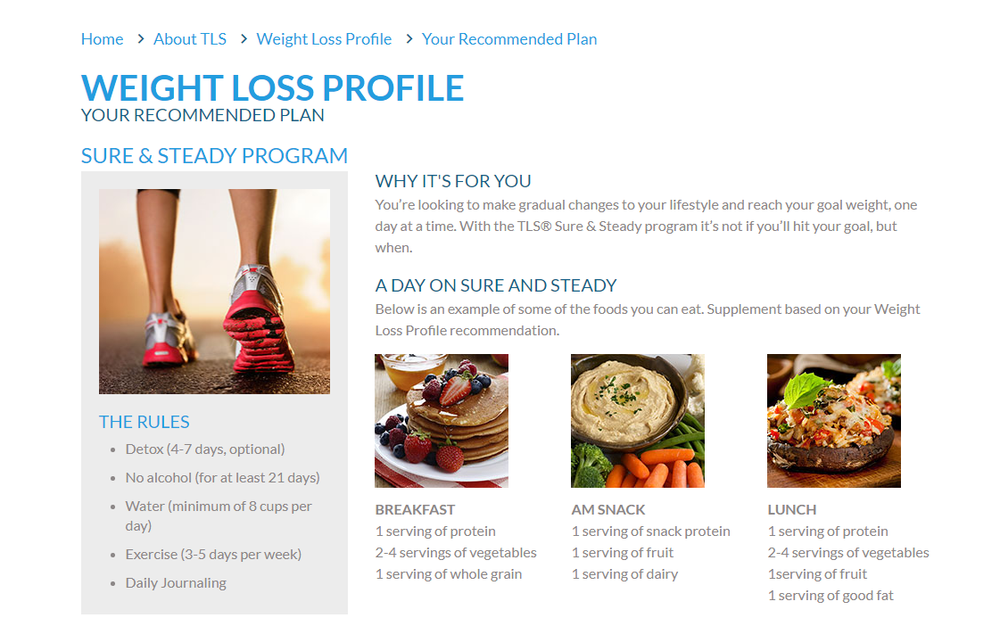 Home > About TLS > Weight Loss Profile > Your Recommended Plan
WEIGHT LOSS PROFILE
YOUR RECOMMENDED PLAN
SURE & STEADY PROGRAM
THE RULES
• Detox (4-7 days, optional)
• No alcohol (for at least 21 days)
• Water (minimum of 8 cups per
day)
• Exercise (3-5 days per week)
• Daily Journaling
WHY IT'S FOR YOU
You’re looking to make gradual changes to your lifestyle and reach your goal weight, one
day at a time. With the TLS® Sure & Steady program it’s not if you’ll hit your goal, but
when.
A DAY ON SURE AND STEADY
Below is an example of some of the foods you can eat. Supplement based on your Weight
Loss Profile recommendation.
BREAKFAST
1 serving of protein
2-4 servings of vegetables
1 serving of whole grain
AM SNACK
1 serving of snack protein
1 serving of fruit
1 serving of dairy
LUNCH
1 serving of protein
2-4 servings of vegetables
1serving of fruit
1 serving of good fat